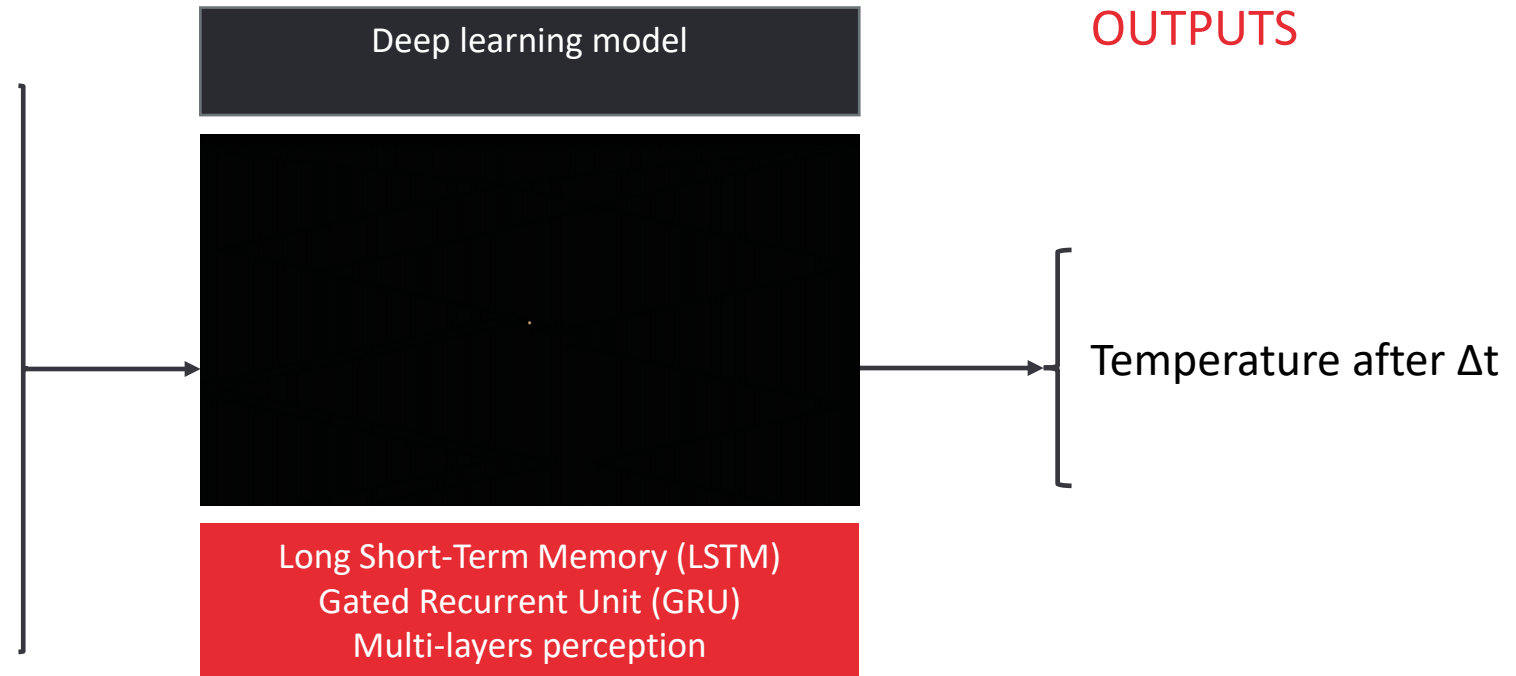 Deep learning model
OUTPUTS
Temperature after Δt
Long Short-Term Memory (LSTM)
Gated Recurrent Unit (GRU)
Multi-layers perception